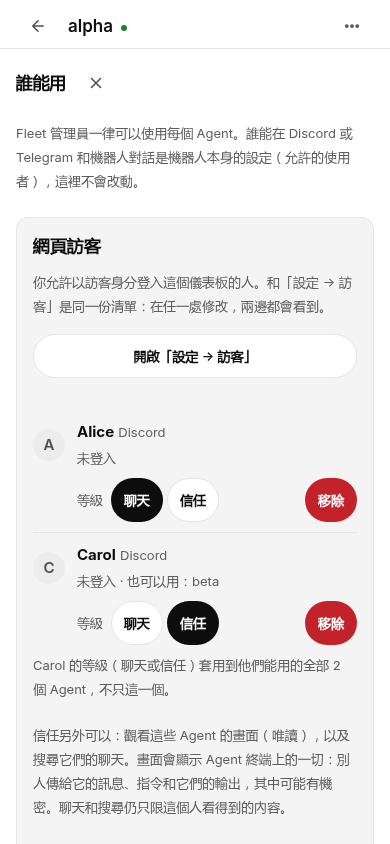 alpha
誰能用
Fleet 管理員一律可以使用每個 Agent。誰能在 Discord 或
Telegram 和機器人對話是機器人本身的設定（允許的使用
者），這裡不會改動。
網頁訪客
你允許以訪客身分登入這個儀表板的人。和「設定 → 訪
客」是同一份清單：在任一處修改，兩邊都會看到。
開啟「設定 → 訪客」
A
Alice Discord
未登入
等級 聊天 信任 移除
C
Carol Discord
未登入 · 也可以用：beta
等級 聊天 信任 移除
Carol 的等級（聊天或信任）套用到他們能用的全部 2
個 Agent，不只這一個。
信任另外可以：觀看這些 Agent 的畫面（唯讀），以及
搜尋它們的聊天。畫面會顯示 Agent 終端上的一切：別
人傳給它的訊息、指令和它們的輸出，其中可能有機
密。聊天和搜尋仍只限這個人看得到的內容。